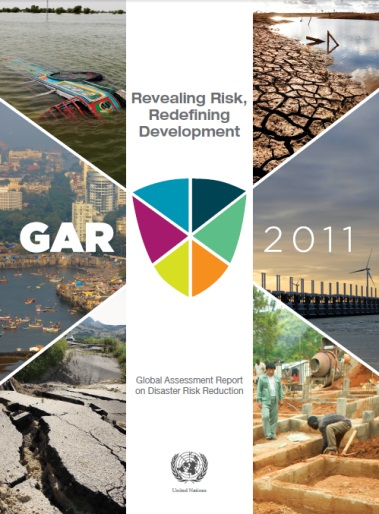 Revealing Risk,
Redefining
Development
GAR
2011
Global Assessment Report
on Disaster Risk Reduction
United Nations